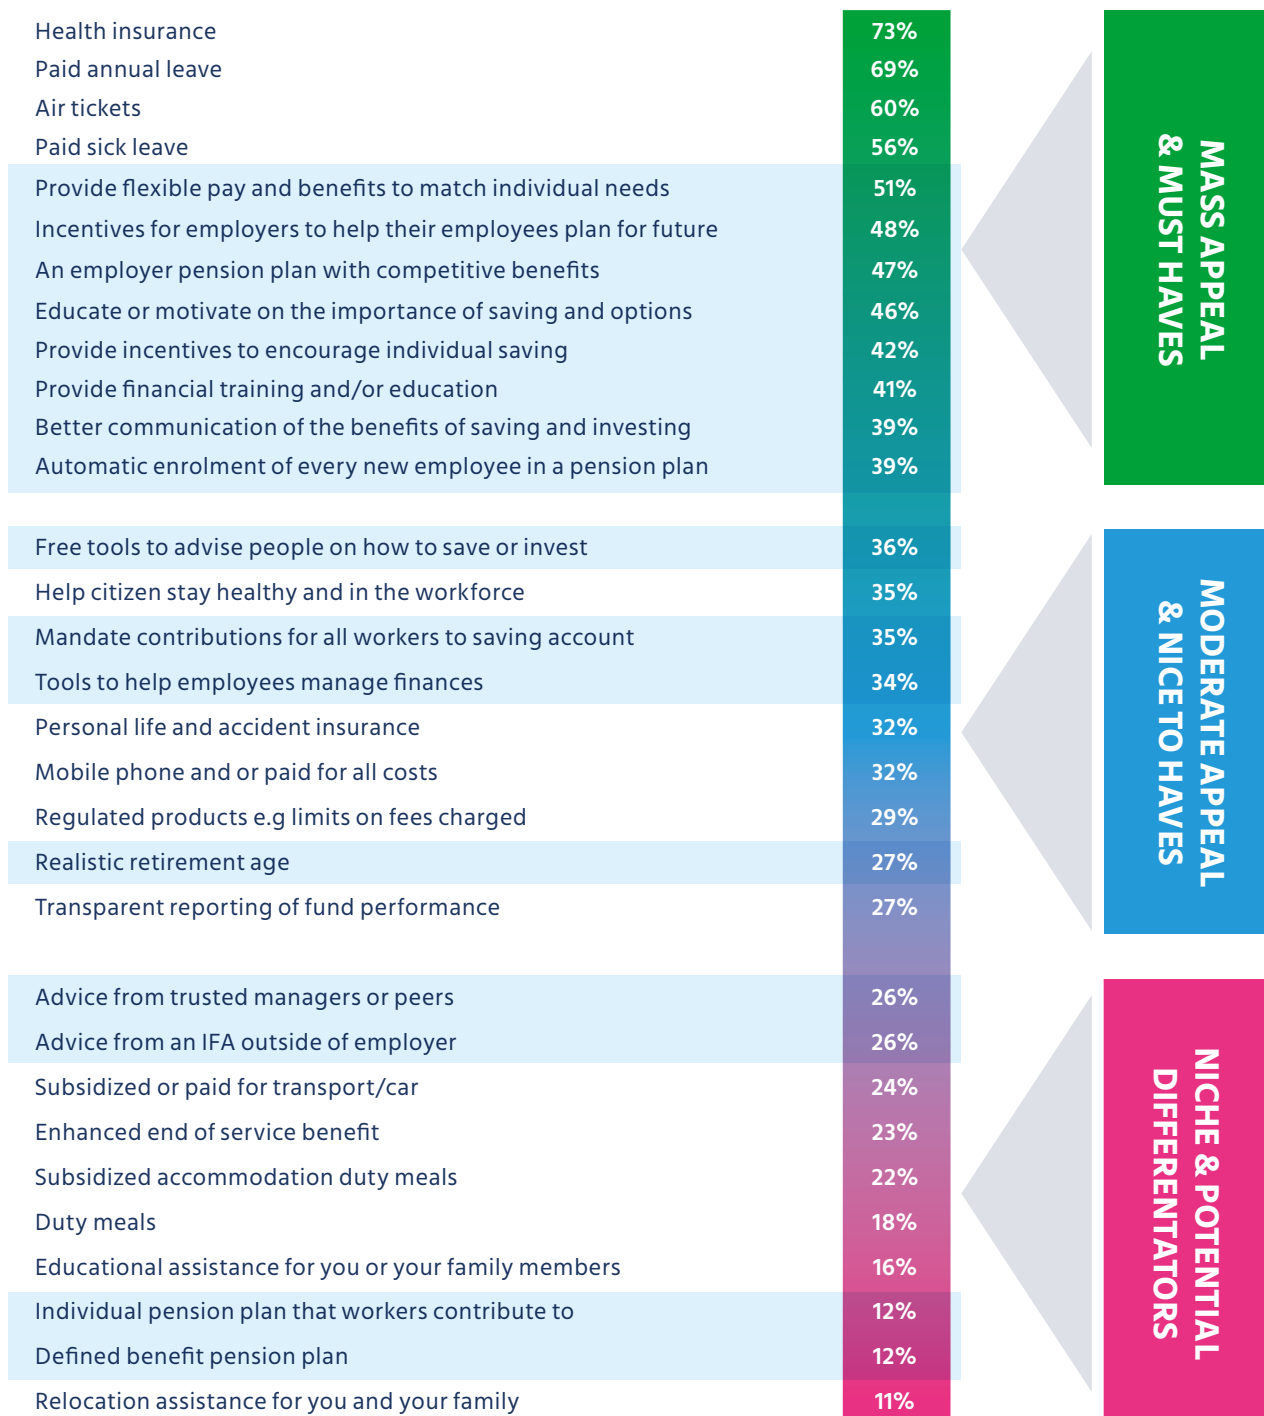 Health insurance 73%
Paid annual leave 69%
Air tickets 60%
Paid sick leave 56%
Provide flexible pay and benefits to match individual needs 51%
Incentives for employers to help their employees plan for future 48%
An employer pension plan with competitive benefits 47%
Educate or motivate on the importance of saving and options 46%
Provide incentives to encourage individual saving 42%
Provide financial training and/or education 41%
Better communication of the benefits of saving and investing 39%
Automatic enrolment of every new employee in a pension plan 39%
MASS APPEAL
& MUST HAVES
Free tools to advise people on how to save or invest 36%
Help citizen stay healthy and in the workforce 35%
Mandate contributions for all workers to saving account 35%
Tools to help employees manage finances 34%
Personal life and accident insurance 32%
Mobile phone and or paid for all costs 32%
Regulated products e.g limits on fees charged 29%
Realistic retirement age 27%
Transparent reporting of fund performance 27%
MODERATE APPEAL
& NICE TO HAVES
Advice from trusted managers or peers 26%
Advice from an IFA outside of employer 26%
Subsidized or paid for transport/car 24%
Enhanced end of service benefit 23%
Subsidized accommodation duty meals 22%
Duty meals 18%
Educational assistance for you or your family members 16%
Individual pension plan that workers contribute to 12%
Defined benefit pension plan 12%
Relocation assistance for you and your family 11%
NICHE & POTENTIAL
DIFFERENTATORS